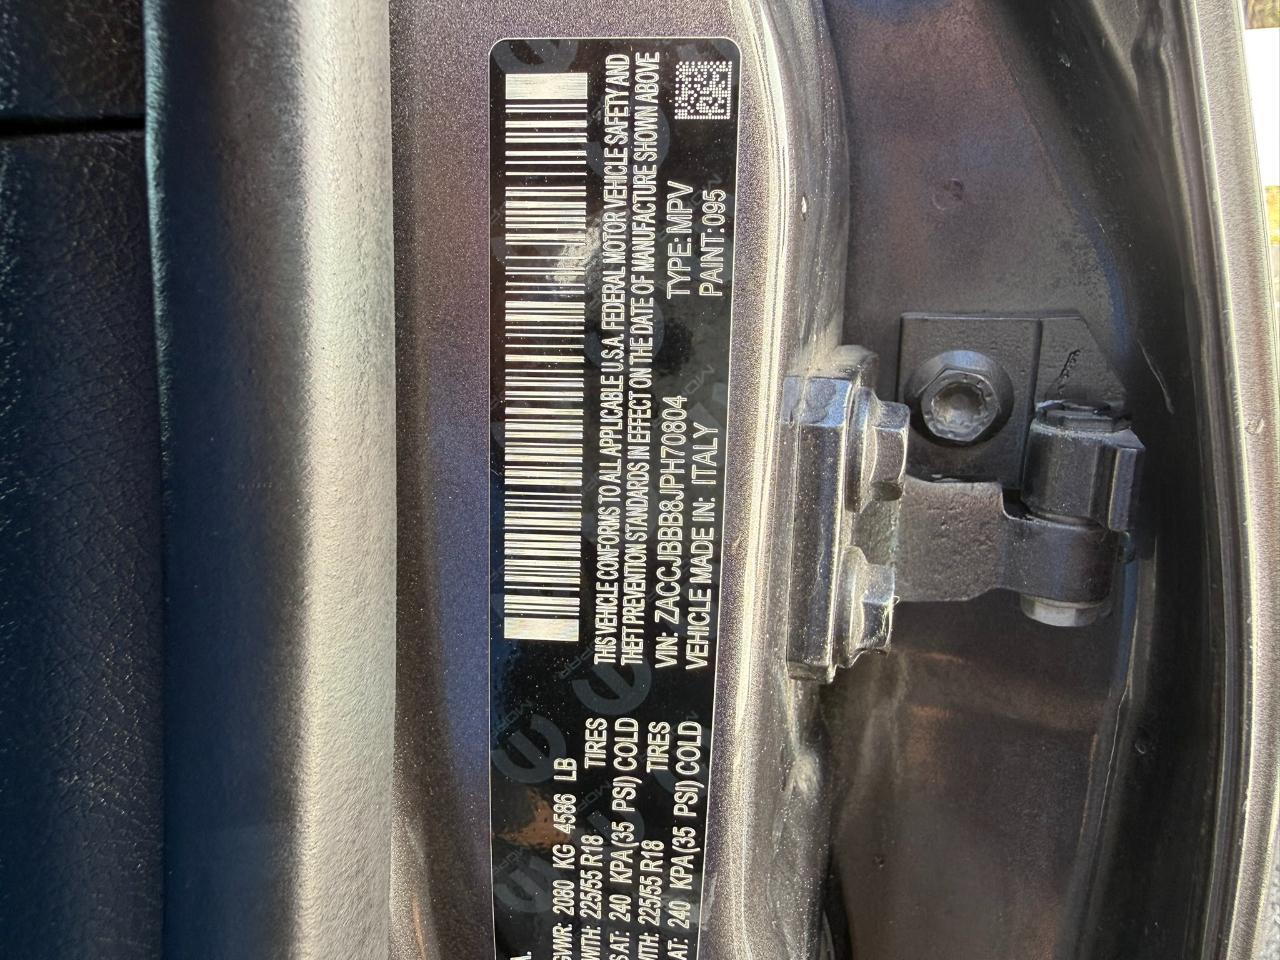 A.
GVWR: 2080 KG 4586 LB
WITH: 225/55 R18 TIRES
AT: 240 KPA(35 PSI) COLD
WITH: 225/55 R18 TIRES
AT: 240 KPA(35 PSI) COLD
THIS VEHICLE CONFORMS TO ALL APPLICABLE U.S.A. FEDERAL MOTOR VEHICLE SAFETY AND
THEFT PREVENTION STANDARDS IN EFFECT ON THE DATE OF MANUFACTURE SHOWN ABOVE
VIN: ZACCJBBB8JPH70804 TYPE: MPV
VEHICLE MADE IN: ITALY PAINT: 095
MOPAR